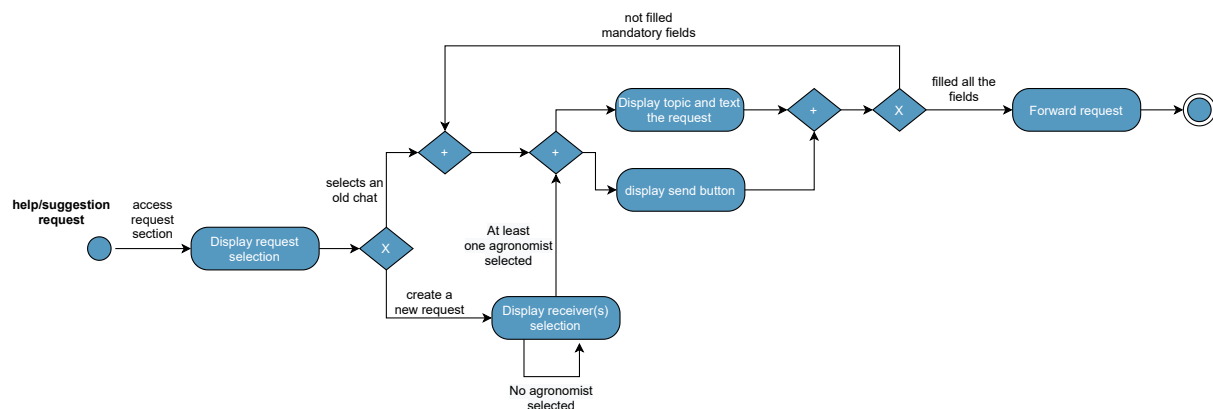 help/suggestion
request
access
request
section
Display request
selection
X
selects an
old chat
create a
new request
+
+
Display receiver(s)
selection
No agronomist
selected
At least
one agronomist
selected
Display topic and text
the request
display send button
+
X
not filled
mandatory fields
filled all the
fields
Forward request